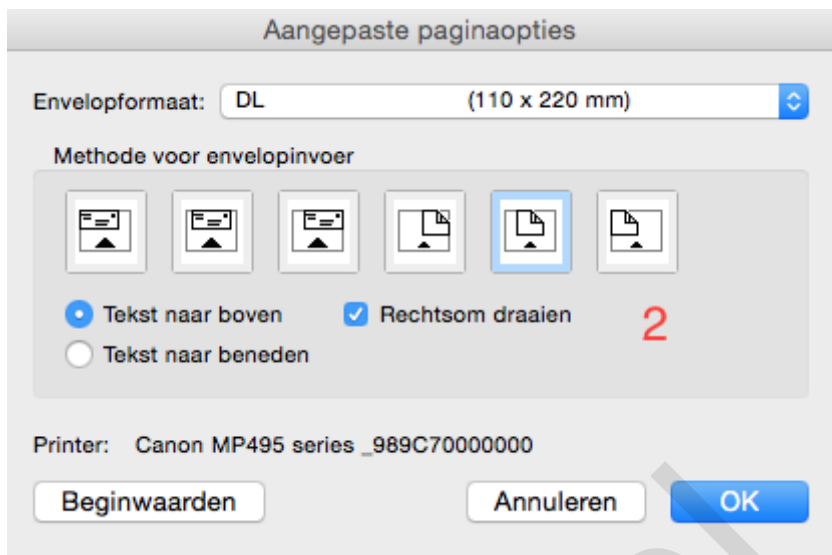 Aangepaste paginaopties
Envelopformaat: DL (110 x 220 mm)
Methode voor envelopinvoer
Tekst naar boven Rechtsom draaien 2
Tekst naar beneden
Printer: Canon MP495 series _989C70000000
Beginwaarden Annuleren OK